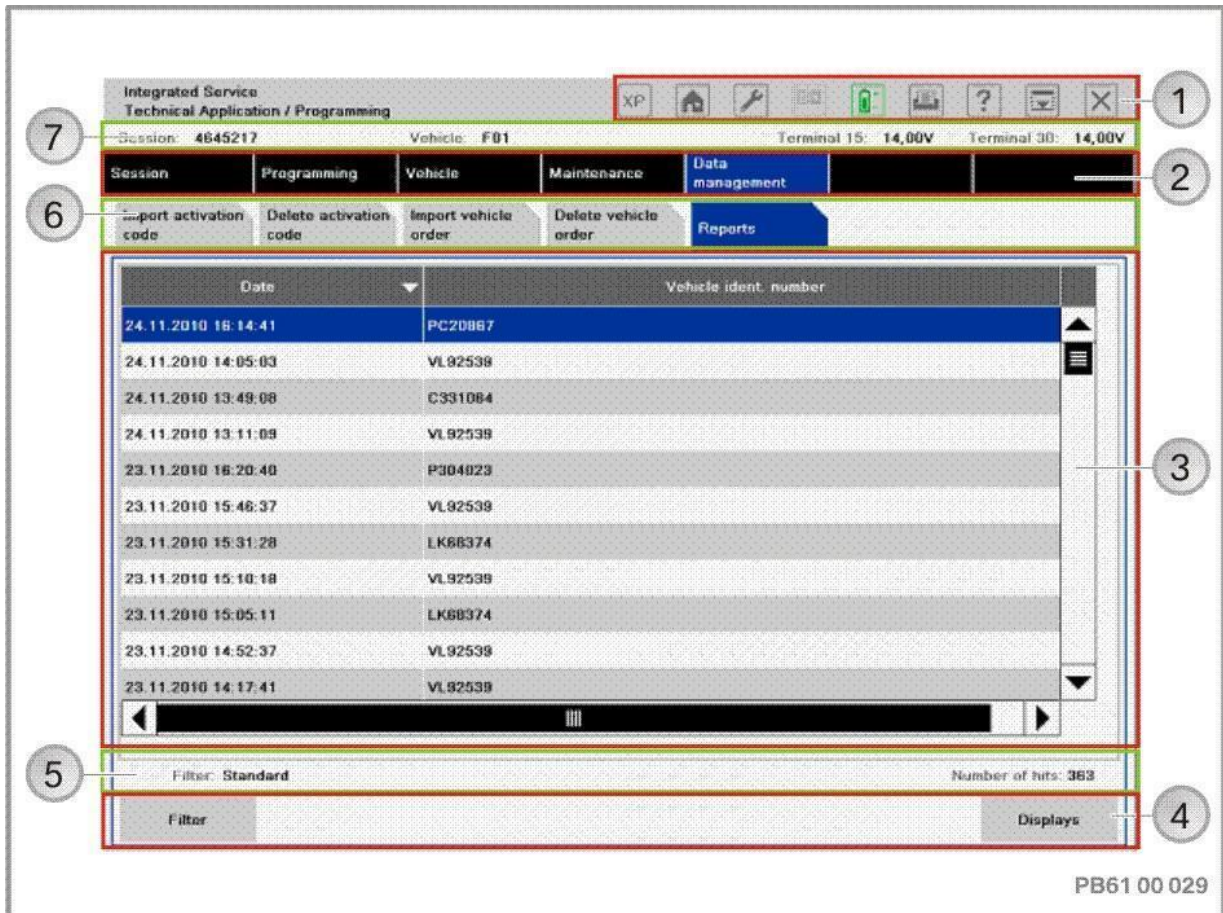 Integrated Service
Technical Application / Programming
XP
?
1
7
Session: 4645217 Vehicle: F01 Terminal 15: 14,00V Terminal 30: 14,00V
Session Programming Vehicle Maintenance Data management
2
6
Import activation code Delete activation code Import vehicle order Delete vehicle order Reports
Date Vehicle ident. number
24.11.2010 16:14:41 PC20867
24.11.2010 14:05:03 VL92539
24.11.2010 13:49:08 C331084
24.11.2010 13:11:09 VL92539
23.11.2010 16:20:40 P304023
3
23.11.2010 15:46:37 VL92539
23.11.2010 15:31:28 LK68374
23.11.2010 15:10:18 VL92539
23.11.2010 15:05:11 LK68374
23.11.2010 14:52:37 VL92539
23.11.2010 14:17:41 VL92539
5
Filter: Standard Number of hits: 363
Filter Displays
4
PB61 00 029